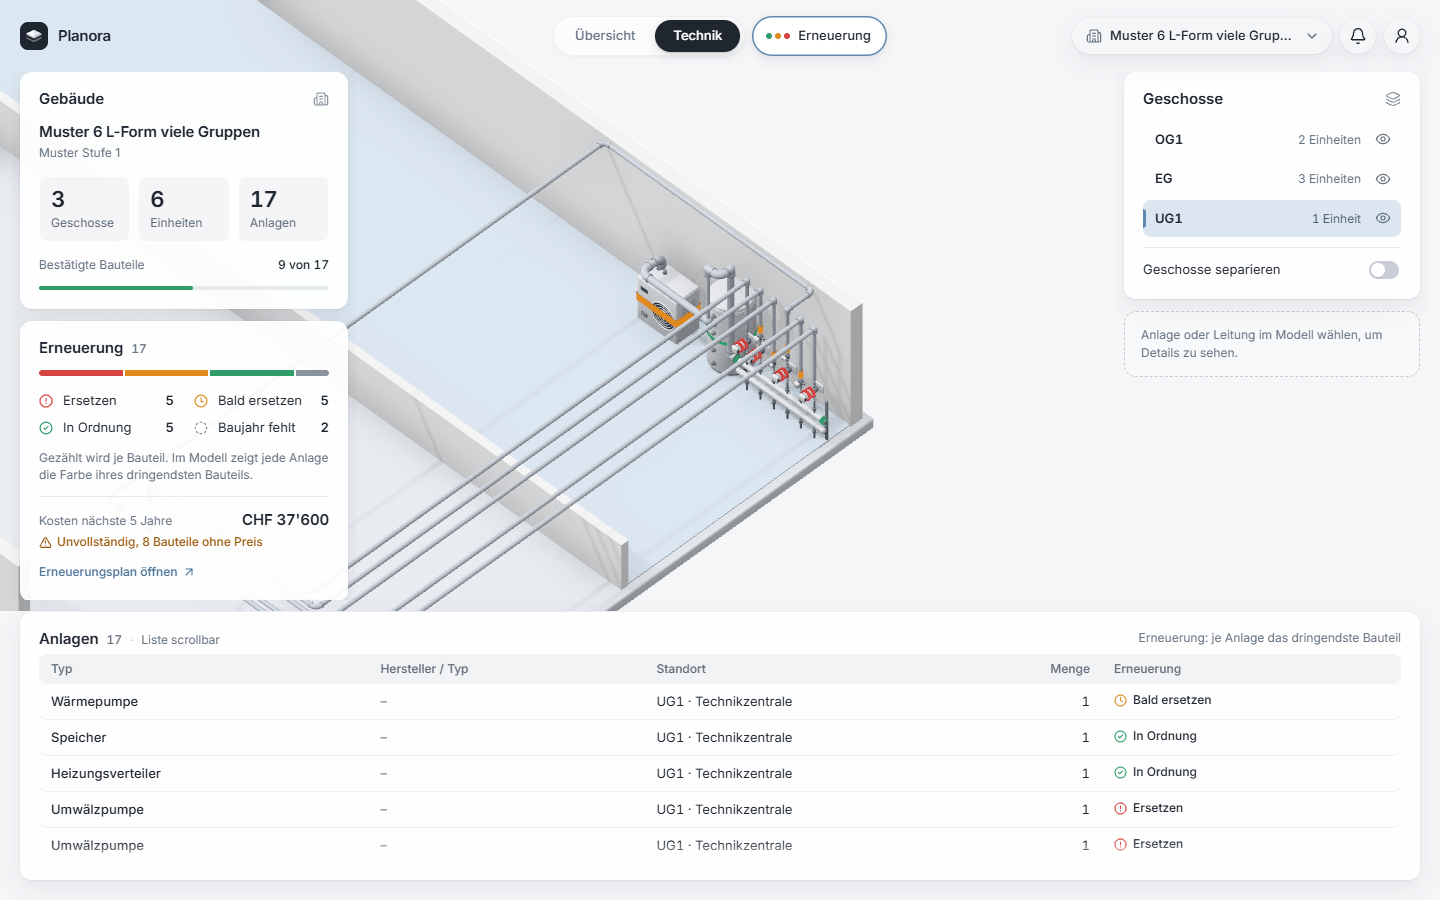 Planora
Übersicht
Technik
Erneuerung
Muster 6 L-Form viele Grup...
Gebäude
Muster 6 L-Form viele Gruppen
Muster Stufe 1
3 6 17
Geschosse Einheiten Anlagen
Bestätigte Bauteile 9 von 17
Erneuerung 17
Ersetzen 5 Bald ersetzen 5
In Ordnung 5 Baujahr fehlt 2
Gezählt wird je Bauteil. Im Modell zeigt jede Anlage
die Farbe ihres dringendsten Bauteils.
Kosten nächste 5 Jahre CHF 37'600
Unvollständig, 8 Bauteile ohne Preis
Erneuerungsplan öffnen
Geschosse
OG1 2 Einheiten
EG 3 Einheiten
UG1 1 Einheit
Geschosse separieren
Anlage oder Leitung im Modell wählen, um
Details zu sehen.
Anlagen 17 · Liste scrollbar
Erneuerung: je Anlage das dringendste Bauteil
Typ Hersteller / Typ Standort Menge Erneuerung
Wärmepumpe – UG1 · Technikzentrale 1 Bald ersetzen
Speicher – UG1 · Technikzentrale 1 In Ordnung
Heizungsverteiler – UG1 · Technikzentrale 1 In Ordnung
Umwälzpumpe – UG1 · Technikzentrale 1 Ersetzen
Umwälzpumpe – UG1 · Technikzentrale 1 Ersetzen